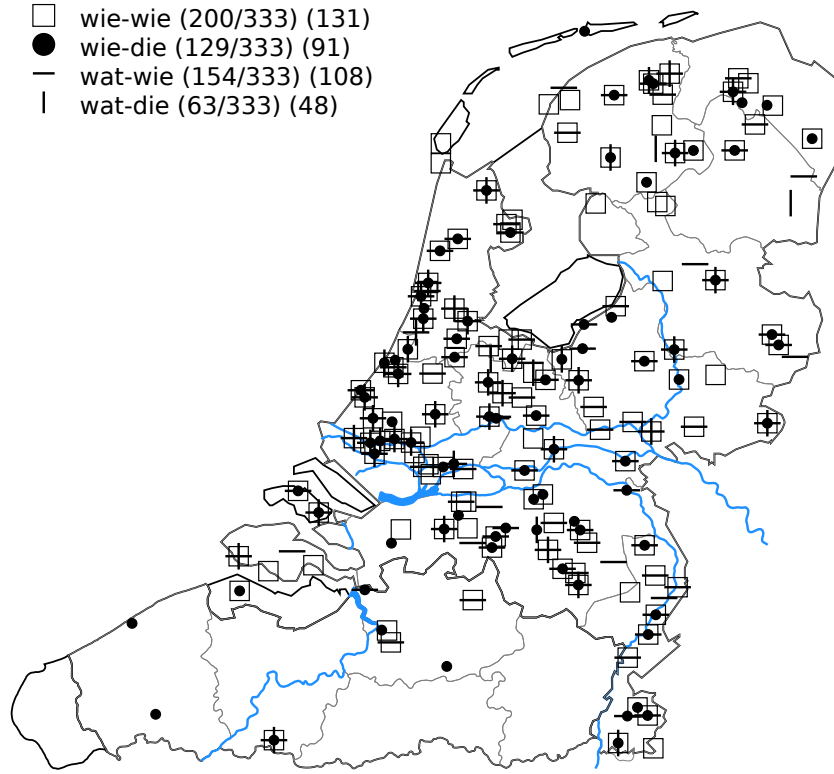 wie-wie (200/333) (131)
wie-die (129/333) (91)
wat-wie (154/333) (108)
wat-die (63/333) (48)